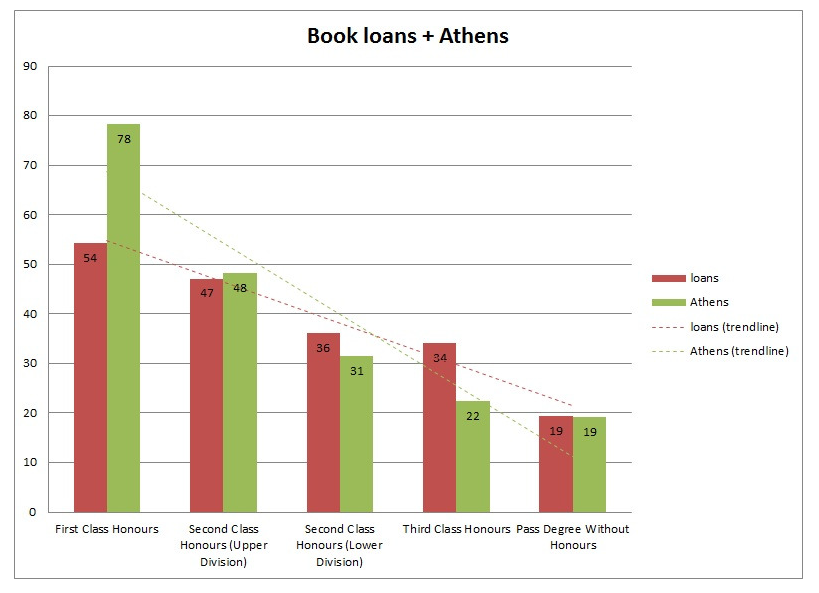 Book loans + Athens
90
80
70
60
50
40
30
20
10
0
54
78
47
48
36
31
34
22
19
19
First Class Honours
Second Class
Honours (Upper
Division)
Second Class
Honours (Lower
Division)
Third Class Honours
Pass Degree Without
Honours
loans
Athens
loans (trendline)
Athens (trendline)